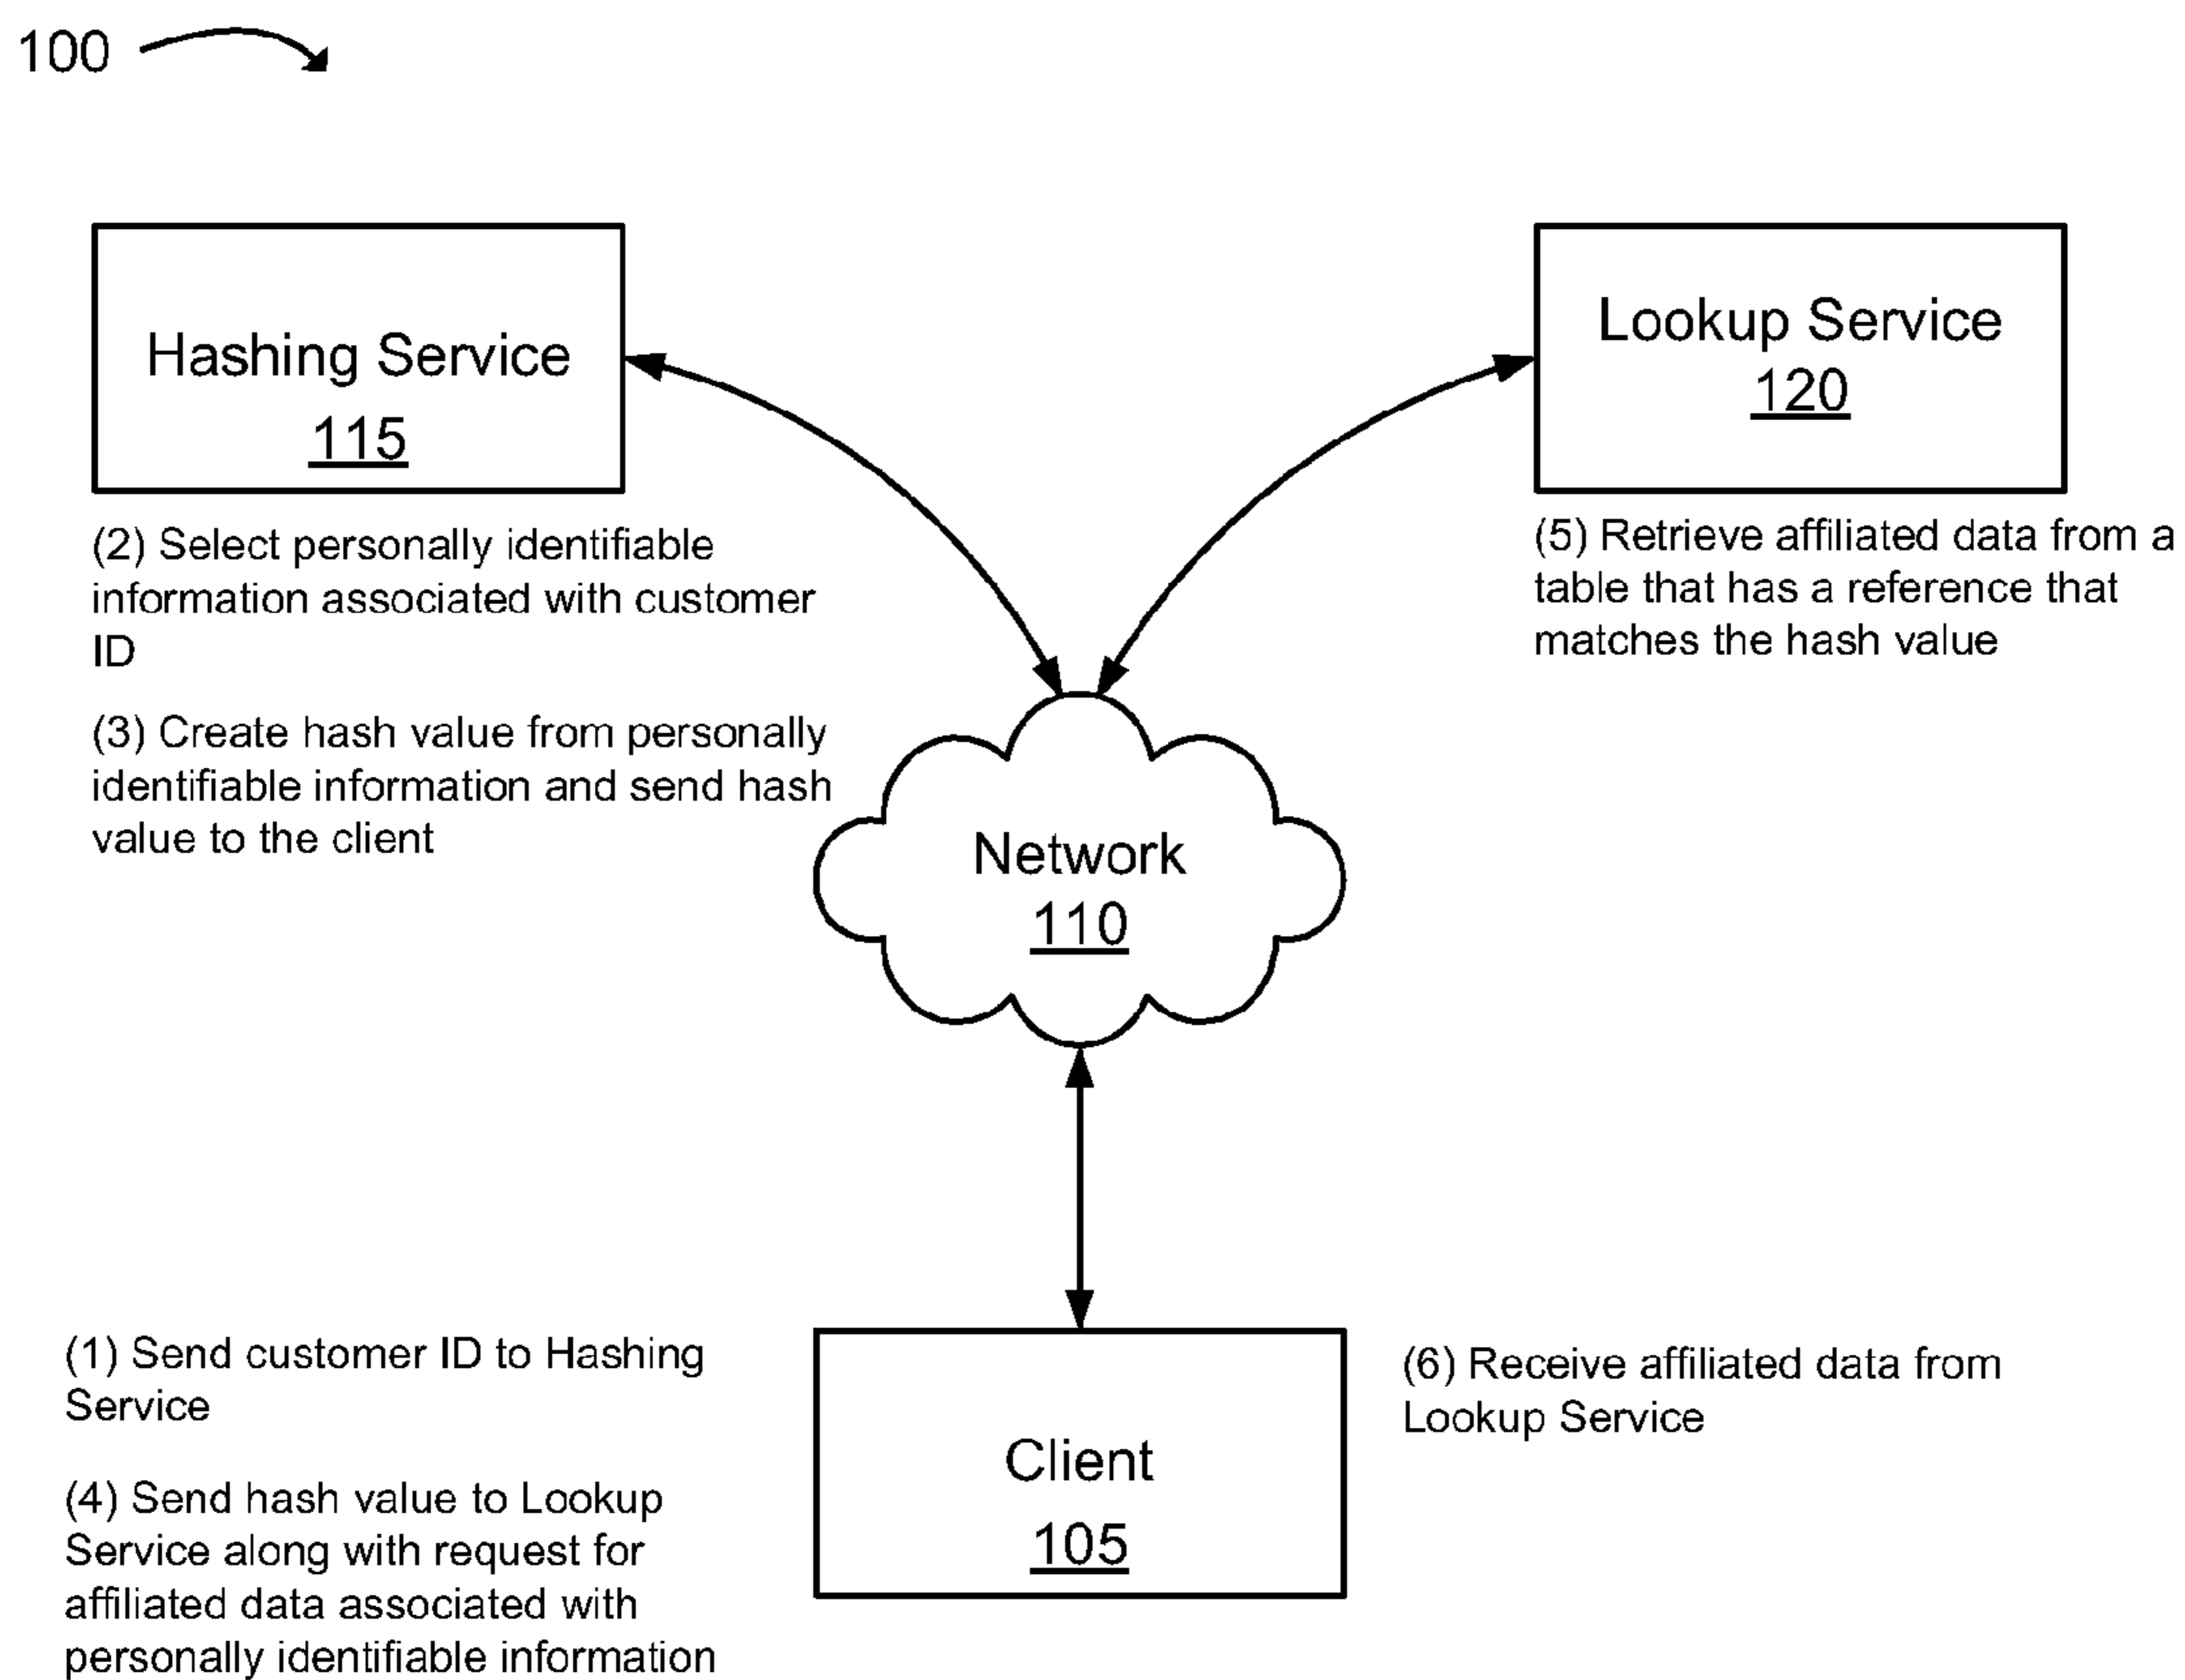 100
Hashing Service
115
Lookup Service
120
(2) Select personally identifiable
information associated with customer
ID
(3) Create hash value from personally
identifiable information and send hash
value to the client
(5) Retrieve affiliated data from a
table that has a reference that
matches the hash value
Network
110
(1) Send customer ID to Hashing
Service
(4) Send hash value to Lookup
Service along with request for
affiliated data associated with
personally identifiable information
Client
105
(6) Receive affiliated data from
Lookup Service